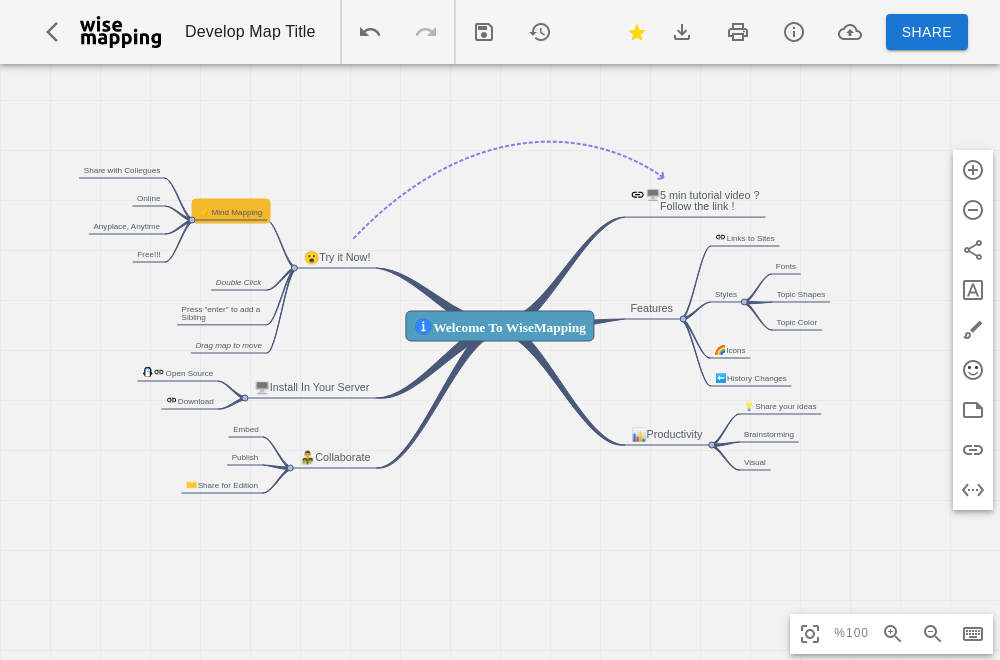 wise
mapping
Develop Map Title
SHARE
Share with Collegues
Online
Anyplace, Anytime
Free!!!
Mind Mapping
Try it Now!
Double Click
Press "enter" to add a
Sibling
Drag map to move
Open Source
Download
Install In Your Server
Embed
Publish
Share for Edition
Collaborate
Welcome To WiseMapping
5 min tutorial video ?
Follow the link !
Features
Links to Sites
Styles
Fonts
Topic Shapes
Topic Color
Icons
History Changes
Productivity
Share your ideas
Brainstorming
Visual
%100